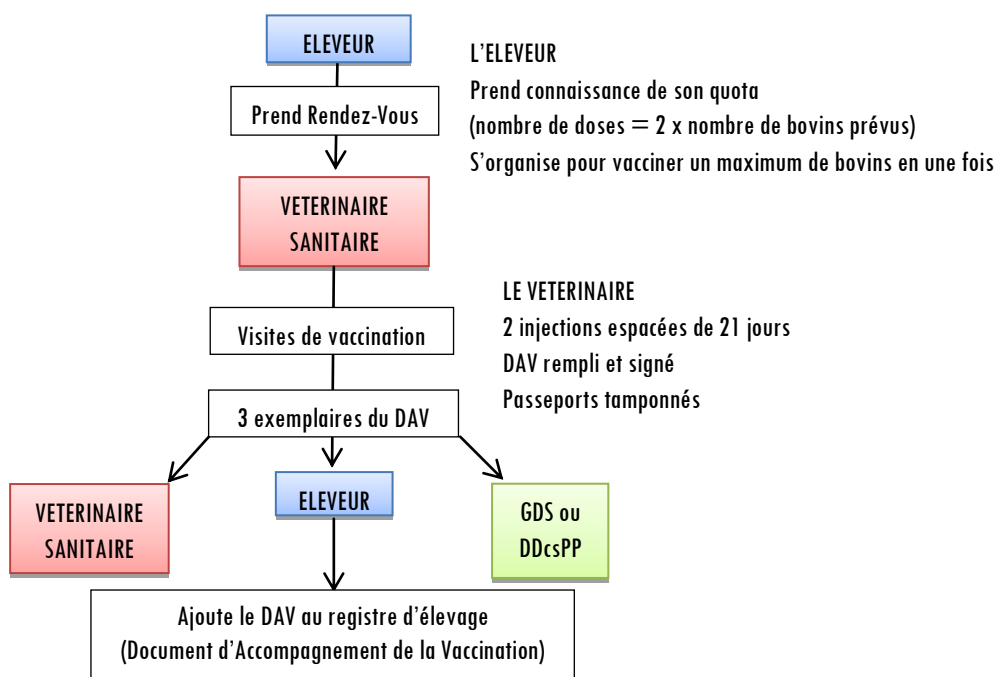 ELEVEUR
L'ELEVEUR
Prend connaissance de son quota
(nombre de doses = 2 x nombre de bovins prévus)
S'organise pour vacciner un maximum de bovins en une fois
Prend Rendez-Vous
VETERINAIRE
SANITAIRE
LE VETERINAIRE
2 injections espacées de 21 jours
DAV rempli et signé
Passeports tamponnés
Visites de vaccination
3 exemplaires du DAV
VETERINAIRE
SANITAIRE
ELEVEUR
GDS ou
DDcsPP
Ajoute le DAV au registre d'élevage
(Document d'Accompagnement de la Vaccination)